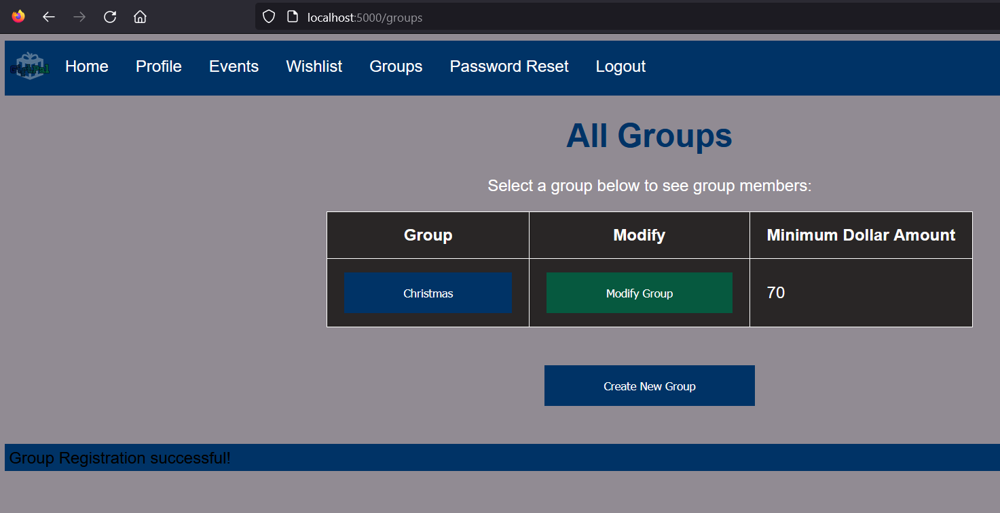 localhost:5000/groups
Home Profile Events Wishlist Groups Password Reset Logout
All Groups
Select a group below to see group members:
Group Modify Minimum Dollar Amount
Christmas Modify Group 70
Create New Group
Group Registration successful!